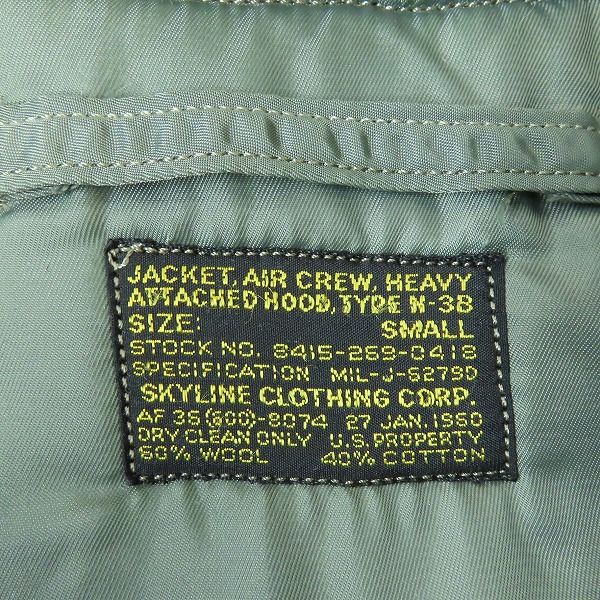 JACKET, AIR CREW, HEAVY
ATTACHED HOOD, TYPE N-3B
SIZE: SMALL
STOCK NO. 8415-269-0418
SPECIFICATION MIL-J-6279D
SKYLINE CLOTHING CORP.
AF 36 (600)-8074 27 JAN. 1960
DRY CLEAN ONLY U.S. PROPERTY
60% WOOL 40% COTTON